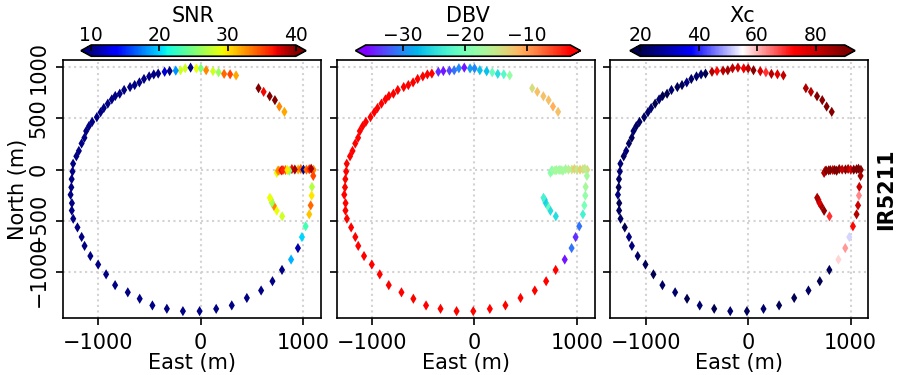 SNR DBV Xc
10 20 30 40 −30 −20 −10 20 40 60 80
North (m)
1000
500
0
−500
−1000
−1000 0 1000 −1000 0 1000 −1000 0 1000
East (m) East (m) East (m)
IR5211